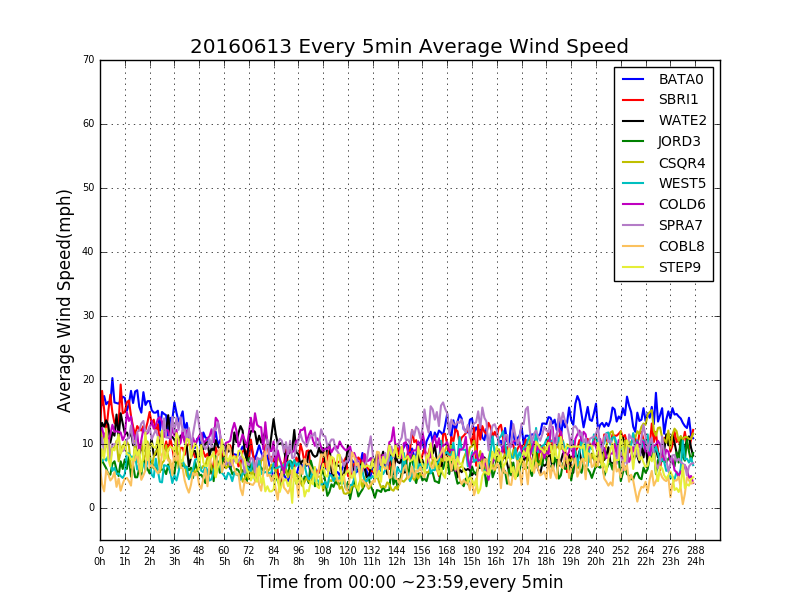 20160613 Every 5min Average Wind Speed
70
60
50
40
30
20
10
0
Average Wind Speed(mph)
BATA0
SBRI1
WATE2
JORD3
CSQR4
WEST5
COLD6
SPRA7
COBL8
STEP9
0 12 24 36 48 60 72 84 96 108 120 132 144 156 168 180 192 204 216 228 240 252 264 276 288
0h 1h 2h 3h 4h 5h 6h 7h 8h 9h 10h 11h 12h 13h 14h 15h 16h 17h 18h 19h 20h 21h 22h 23h 24h
Time from 00:00 ~23:59,every 5min